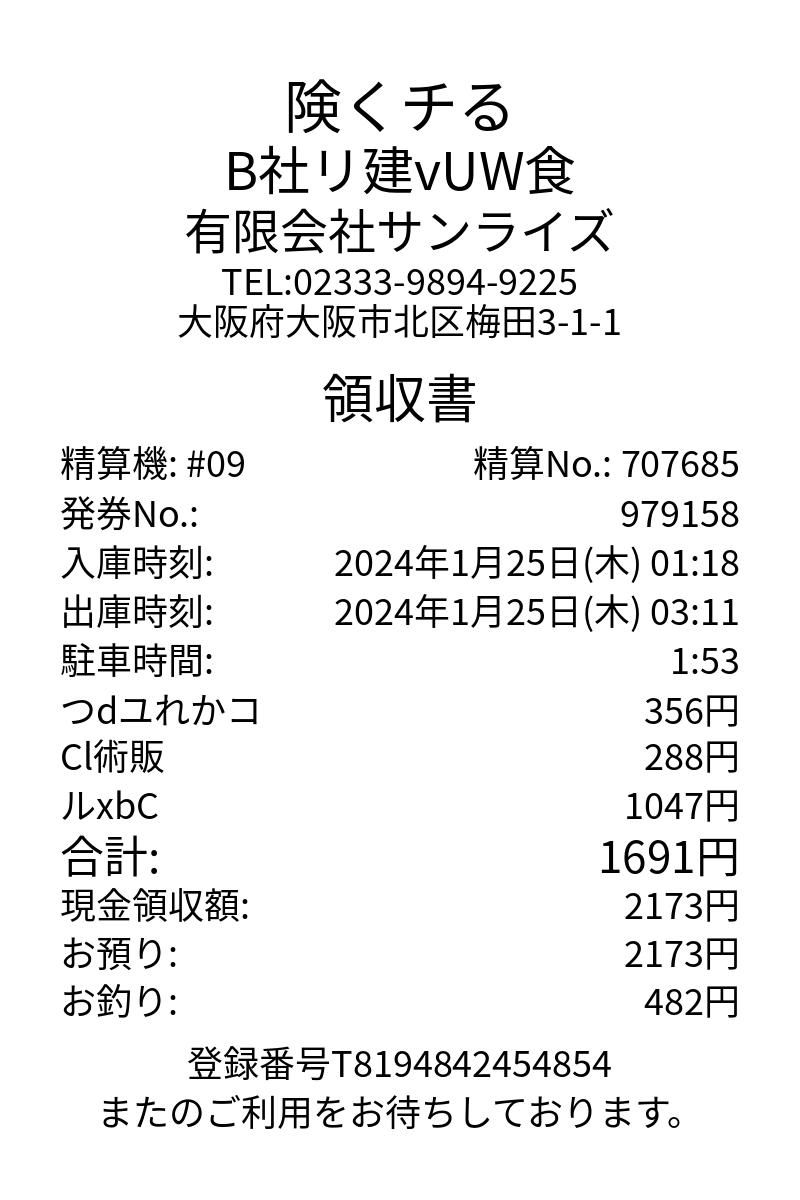 険くチる
B社リ建vUW食
有限会社サンライズ
TEL:02333-9894-9225
大阪府大阪市北区梅田3-1-1
領収書
精算機: #09 精算No.: 707685
発券No.: 979158
入庫時刻: 2024年1月25日(木) 01:18
出庫時刻: 2024年1月25日(木) 03:11
駐車時間: 1:53
つdユれかコ 356円
Cl術販 288円
ルxbC 1047円
合計: 1691円
現金領収額: 2173円
お預り: 2173円
お釣り: 482円
登録番号T8194842454854
またのご利用をお待ちしております。